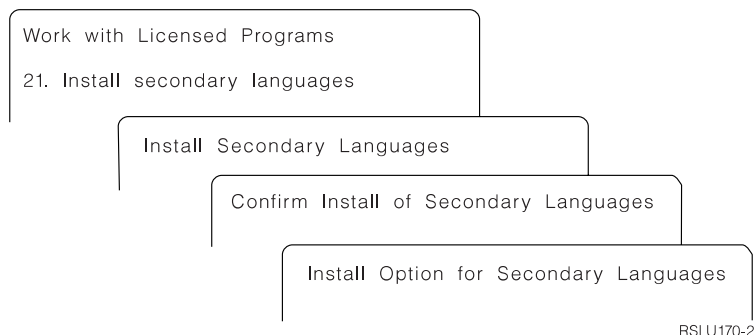 Work with Licensed Programs
21. Install secondary languages
Install Secondary Languages
Confirm Install of Secondary Languages
Install Option for Secondary Languages
RSLU170-2